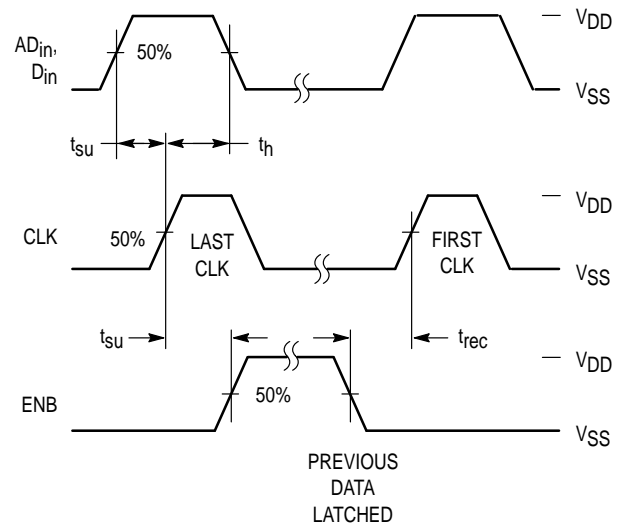 V_DD
AD_in,
D_in
50%
V_SS
t_su
t_h
V_DD
CLK
50%
LAST
CLK
FIRST
CLK
V_SS
t_su
t_rec
V_DD
50%
ENB
V_SS
PREVIOUS
DATA
LATCHED